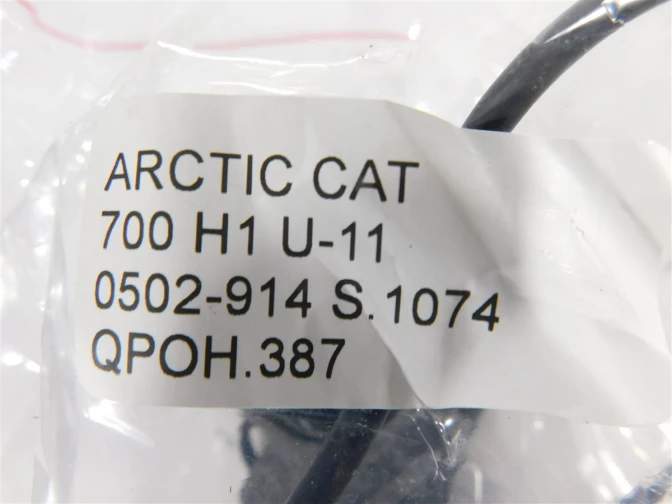 ARCTIC CAT
700 H1 U-11
0502-914 S.1074
QPOH.387